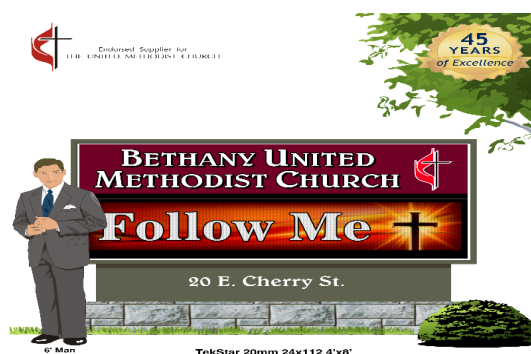 Endorsed Supplier for
THE UNITED METHODIST CHURCH
45
YEARS
of Excellence
BETHANY UNITED
METHODIST CHURCH
Follow Me
20 E. Cherry St.
6' Man
TekStar 20mm 24x112 4'x8'